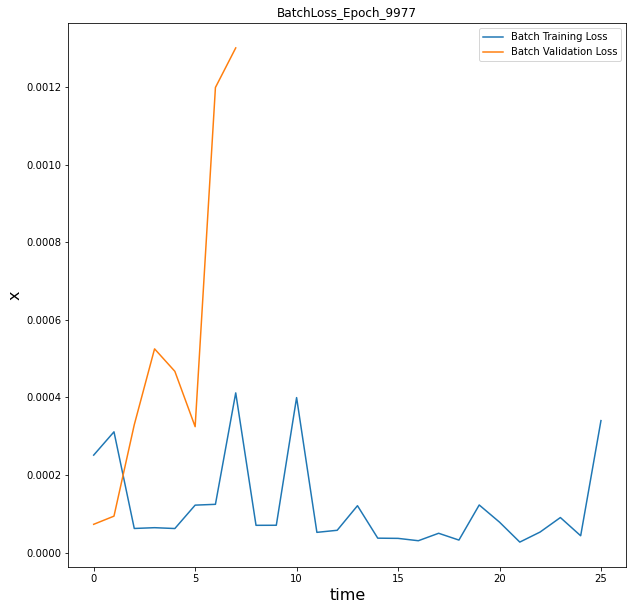 BatchLoss_Epoch_9977
Batch Training Loss
Batch Validation Loss
0.0012
0.0010
0.0008
0.0006
0.0004
0.0002
0.0000
x
0
5
10
15
20
25
time